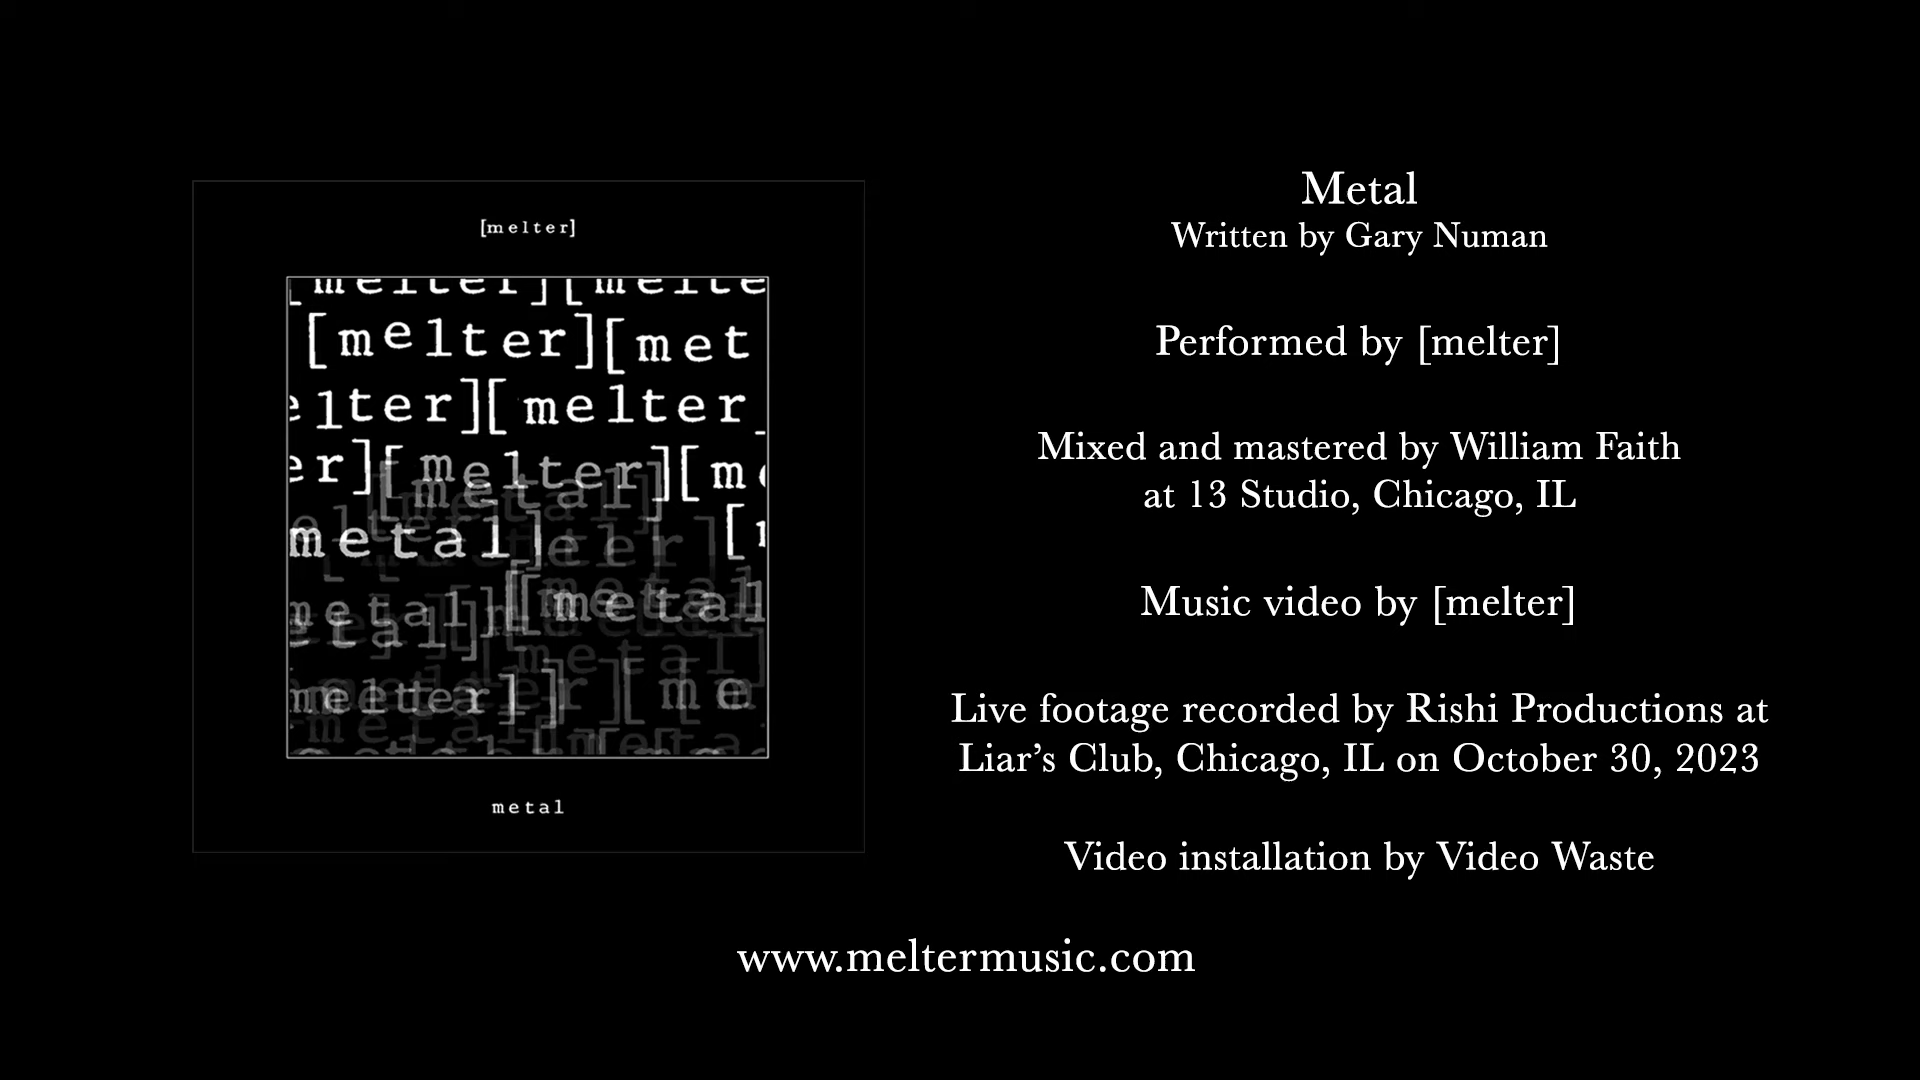 [melter]
[melter][melte
[melter][met
elter][melter
er][melter][me
metal]
[metal
metal]
etal]
melter]
[me
metal
Metal
Written by Gary Numan
Performed by [melter]
Mixed and mastered by William Faith
at 13 Studio, Chicago, IL
Music video by [melter]
Live footage recorded by Rishi Productions at
Liar’s Club, Chicago, IL on October 30, 2023
Video installation by Video Waste
www.meltermusic.com